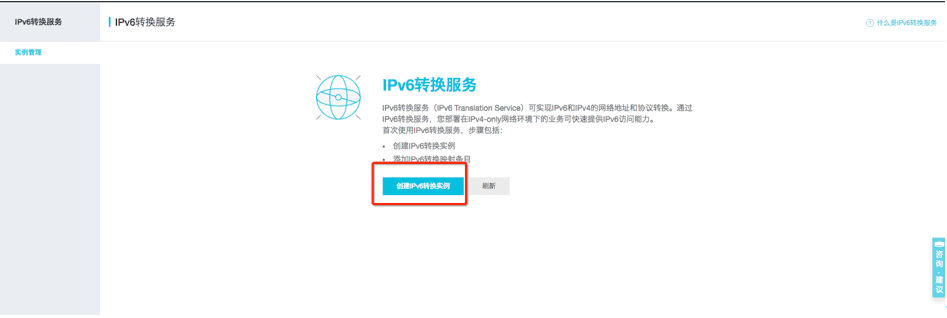 IPv6转换服务
IPv6转换服务
什么是IPv6转换服务
实例管理
IPv6转换服务
IPv6转换服务（IPv6 Translation Service）可实现IPv6和IPv4的网络地址和协议转换。通过
IPv6转换服务，您部署在IPv4-only网络环境下的业务可快速提供IPv6访问能力。
首次使用IPv6转换服务，步骤包括：
创建IPv6转换实例
添加IPv6转换映射条目
创建IPv6转换实例
刷新
咨询·建议